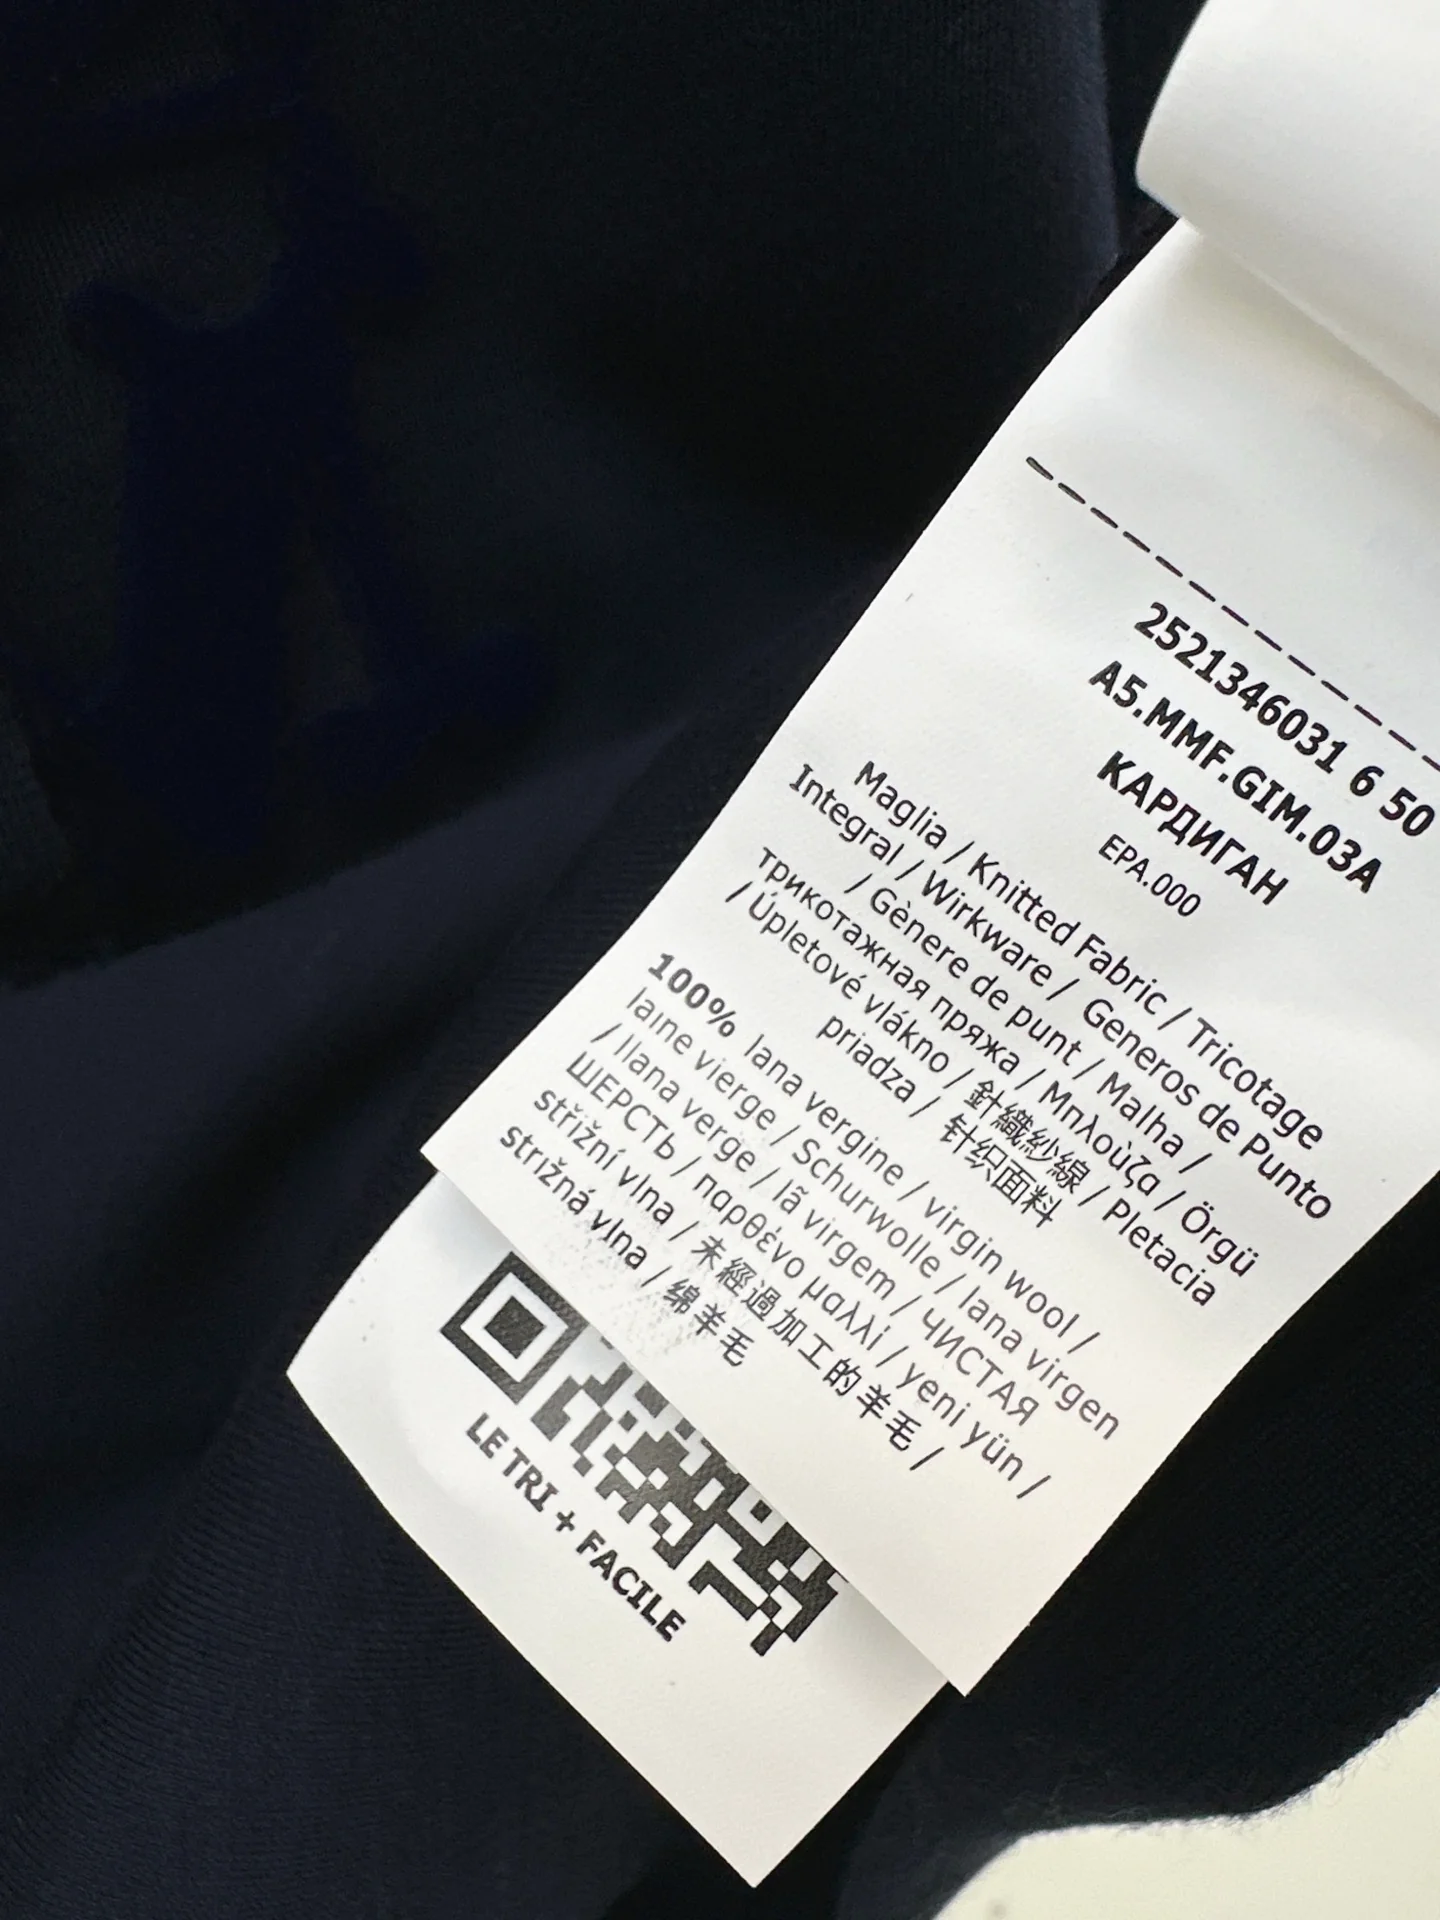 2521346031 6 50
A5.MMF.GIM.03A
КАРДИГАН
EPA.000
Maglia / Knitted Fabric / Tricotage
Integral / Wirkware / Generos de Punto
/ Gènere de punt / Malha /
трикотажная пряжа / Μπλούζα / Örgü
/ Úpletové vlákno / 針織紗線 / Pletacia
priadza / 针织面料
100% lana vergine / virgin wool /
laine vierge / Schurwolle / lana virgen
/ llana verge / lã virgem / ЧИСТАЯ
ШЕРСТЬ / παρθένο μαλλί / yeni yün /
střižní vlna / 未經過加工的羊毛 /
strižná vlna / 绵羊毛
LE TRI + FACILE